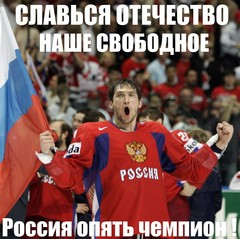 СЛАВЬСЯ ОТЕЧЕСТВО
НАШЕ СВОБОДНОЕ
РОССИЯ
Россия опять чемпион !